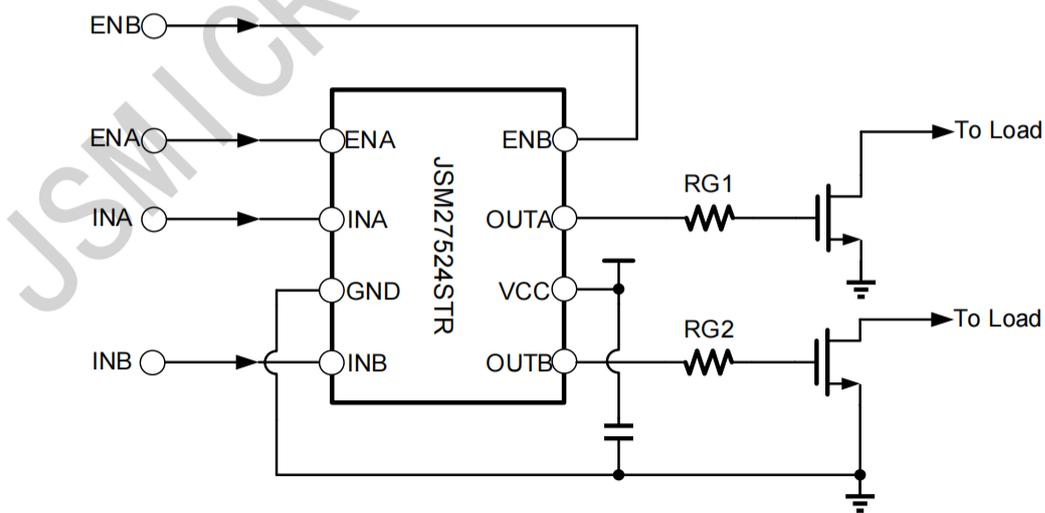 ENB
ENA
INA
INB
ENA
INA
GND
INB
JSM27524STR
ENB
OUTA
VCC
OUTB
RG1
RG2
To Load
To Load
JSMICR